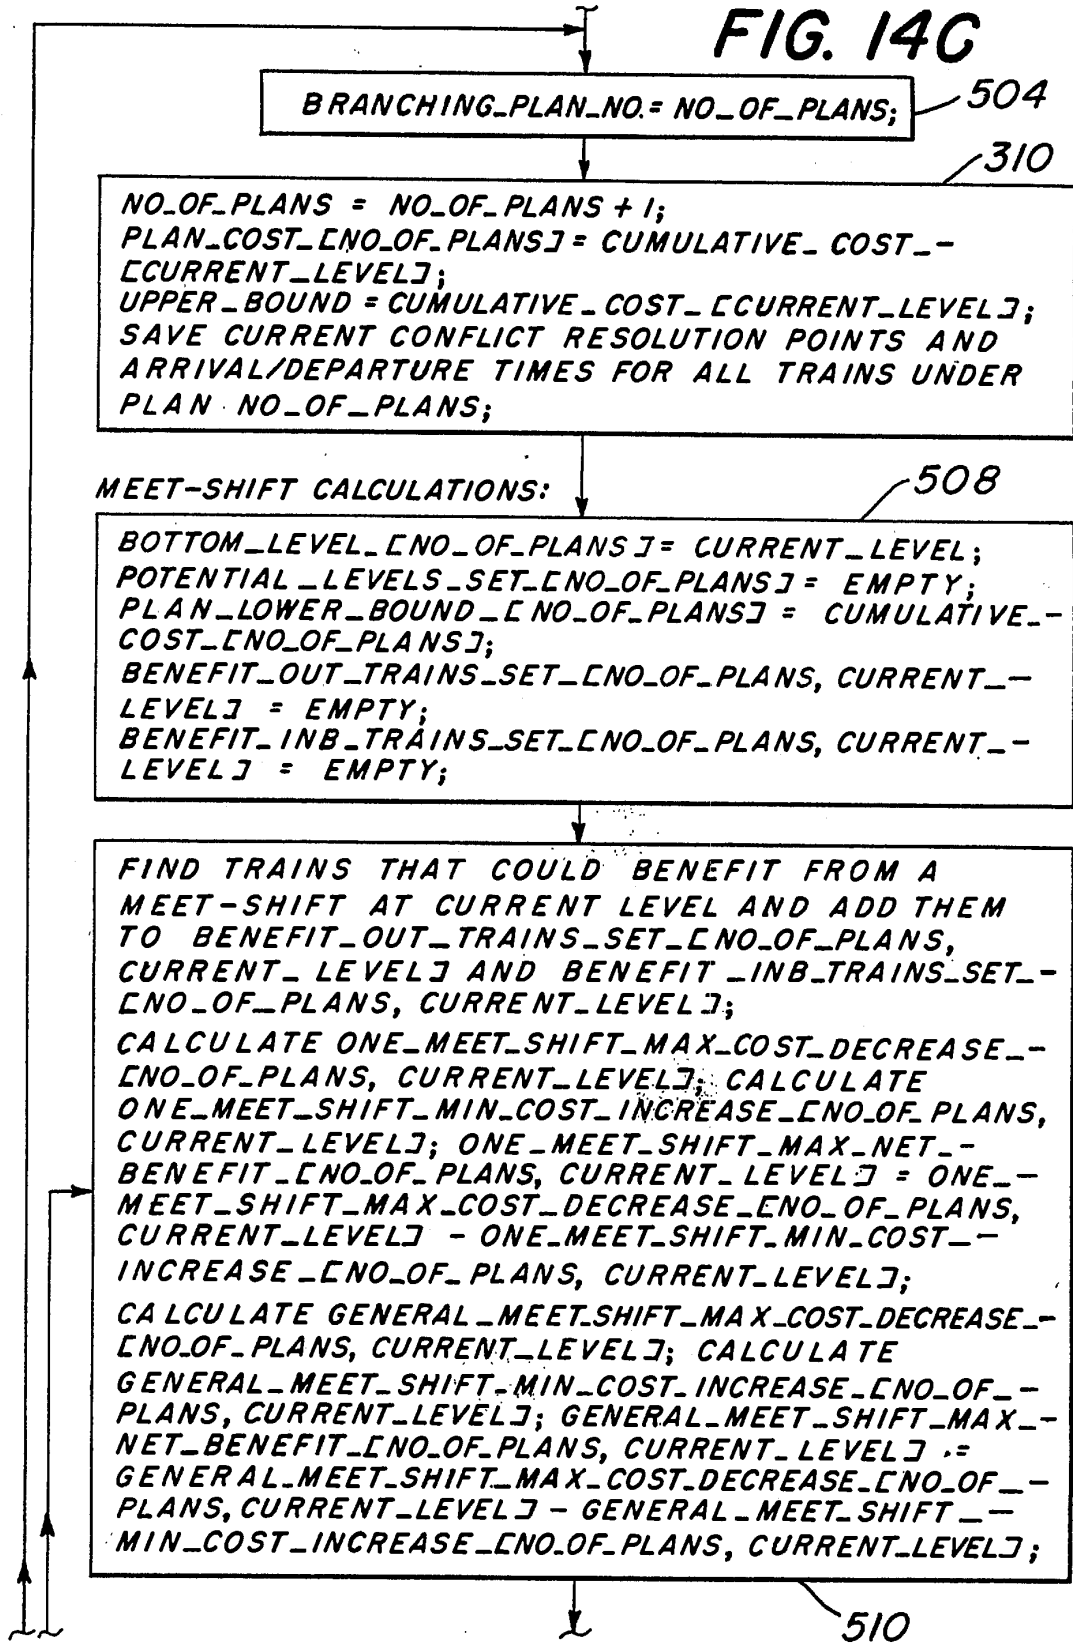 FIG. 14C
BRANCHING_PLAN_NO.= NO_OF_PLANS;
504
310
NO_OF_PLANS = NO_OF_PLANS + 1;
PLAN_COST_[NO_OF_PLANS] = CUMULATIVE_COST_-
[CURRENT_LEVEL];
UPPER_BOUND = CUMULATIVE_COST_[CURRENT_LEVEL];
SAVE CURRENT CONFLICT RESOLUTION POINTS AND
ARRIVAL/DEPARTURE TIMES FOR ALL TRAINS UNDER
PLAN NO_OF_PLANS;
MEET-SHIFT CALCULATIONS:
508
BOTTOM_LEVEL_[NO_OF_PLANS] = CURRENT_LEVEL;
POTENTIAL_LEVELS_SET_[NO_OF_PLANS] = EMPTY;
PLAN_LOWER_BOUND_[NO_OF_PLANS] = CUMULATIVE_-
COST_[NO_OF_PLANS];
BENEFIT_OUT_TRAINS_SET_[NO_OF_PLANS, CURRENT_-
LEVEL] = EMPTY;
BENEFIT_INB_TRAINS_SET_[NO_OF_PLANS, CURRENT_-
LEVEL] = EMPTY;
FIND TRAINS THAT COULD BENEFIT FROM A
MEET-SHIFT AT CURRENT LEVEL AND ADD THEM
TO BENEFIT_OUT_TRAINS_SET_[NO_OF_PLANS,
CURRENT_LEVEL] AND BENEFIT_INB_TRAINS_SET_-
[NO_OF_PLANS, CURRENT_LEVEL];
CALCULATE ONE_MEET_SHIFT_MAX_COST_DECREASE_-
[NO_OF_PLANS, CURRENT_LEVEL]; CALCULATE
ONE_MEET_SHIFT_MIN_COST_INCREASE_[NO_OF_PLANS,
CURRENT_LEVEL]; ONE_MEET_SHIFT_MAX_NET_-
BENEFIT_[NO_OF_PLANS, CURRENT_LEVEL] = ONE_-
MEET_SHIFT_MAX_COST_DECREASE_[NO_OF_PLANS,
CURRENT_LEVEL] - ONE_MEET_SHIFT_MIN_COST_-
INCREASE_[NO_OF_PLANS, CURRENT_LEVEL];
CALCULATE GENERAL_MEET_SHIFT_MAX_COST_DECREASE_-
[NO_OF_PLANS, CURRENT_LEVEL]; CALCULATE
GENERAL_MEET_SHIFT_MIN_COST_INCREASE_[NO_OF_-
PLANS, CURRENT_LEVEL]; GENERAL_MEET_SHIFT_MAX_-
NET_BENEFIT_[NO_OF_PLANS, CURRENT_LEVEL] :=
GENERAL_MEET_SHIFT_MAX_COST_DECREASE_[NO_OF_-
PLANS, CURRENT_LEVEL] - GENERAL_MEET_SHIFT_-
MIN_COST_INCREASE_[NO_OF_PLANS, CURRENT_LEVEL];
510